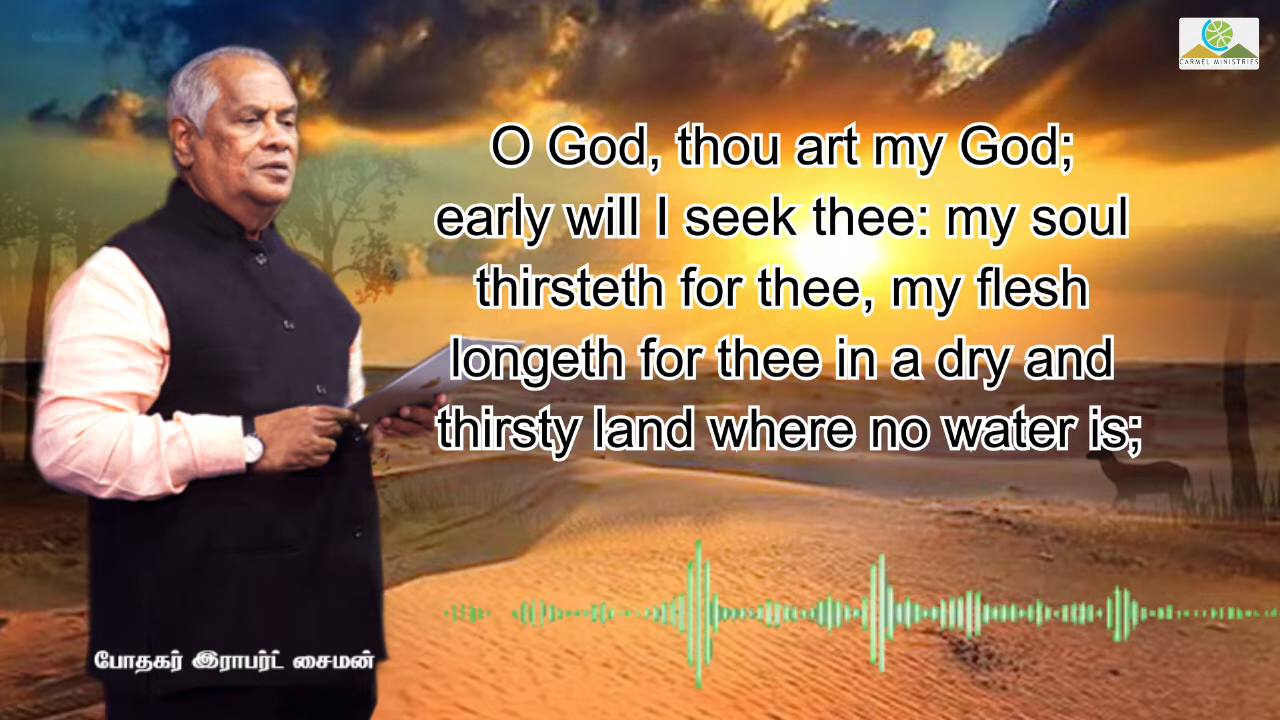 CARMEL MINISTRIES
O God, thou art my God;
early will I seek thee: my soul
thirsteth for thee, my flesh
longeth for thee in a dry and
thirsty land where no water is;
போதகர் இராபர்ட் சைமன்